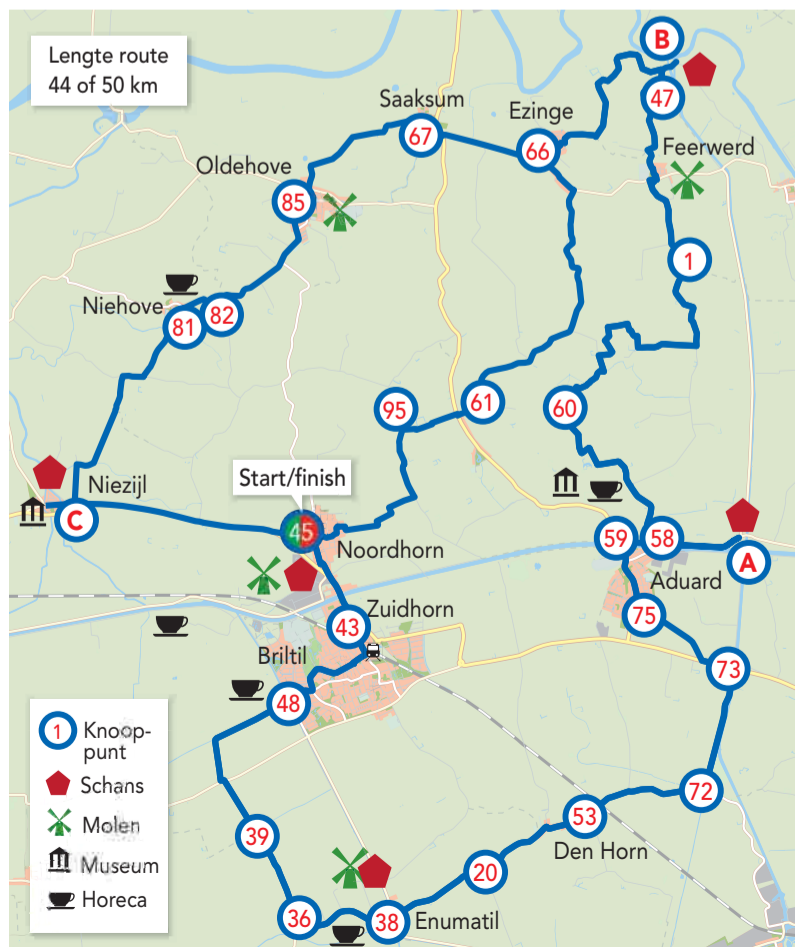 Lengte route
44 of 50 km
B
47
Saaksum
67
Ezinge
66
Feerwerd
Oldehove
85
1
Niehove
81
82
95
61
60
Start/finish
Niezijl
C
45
Noordhorn
59
58
A
Aduard
Zuidhorn
43
75
Briltil
48
73
72
39
53
Den Horn
20
36
38
Enumatil
1
Knoop-
punt
Schans
Molen
Museum
Horeca